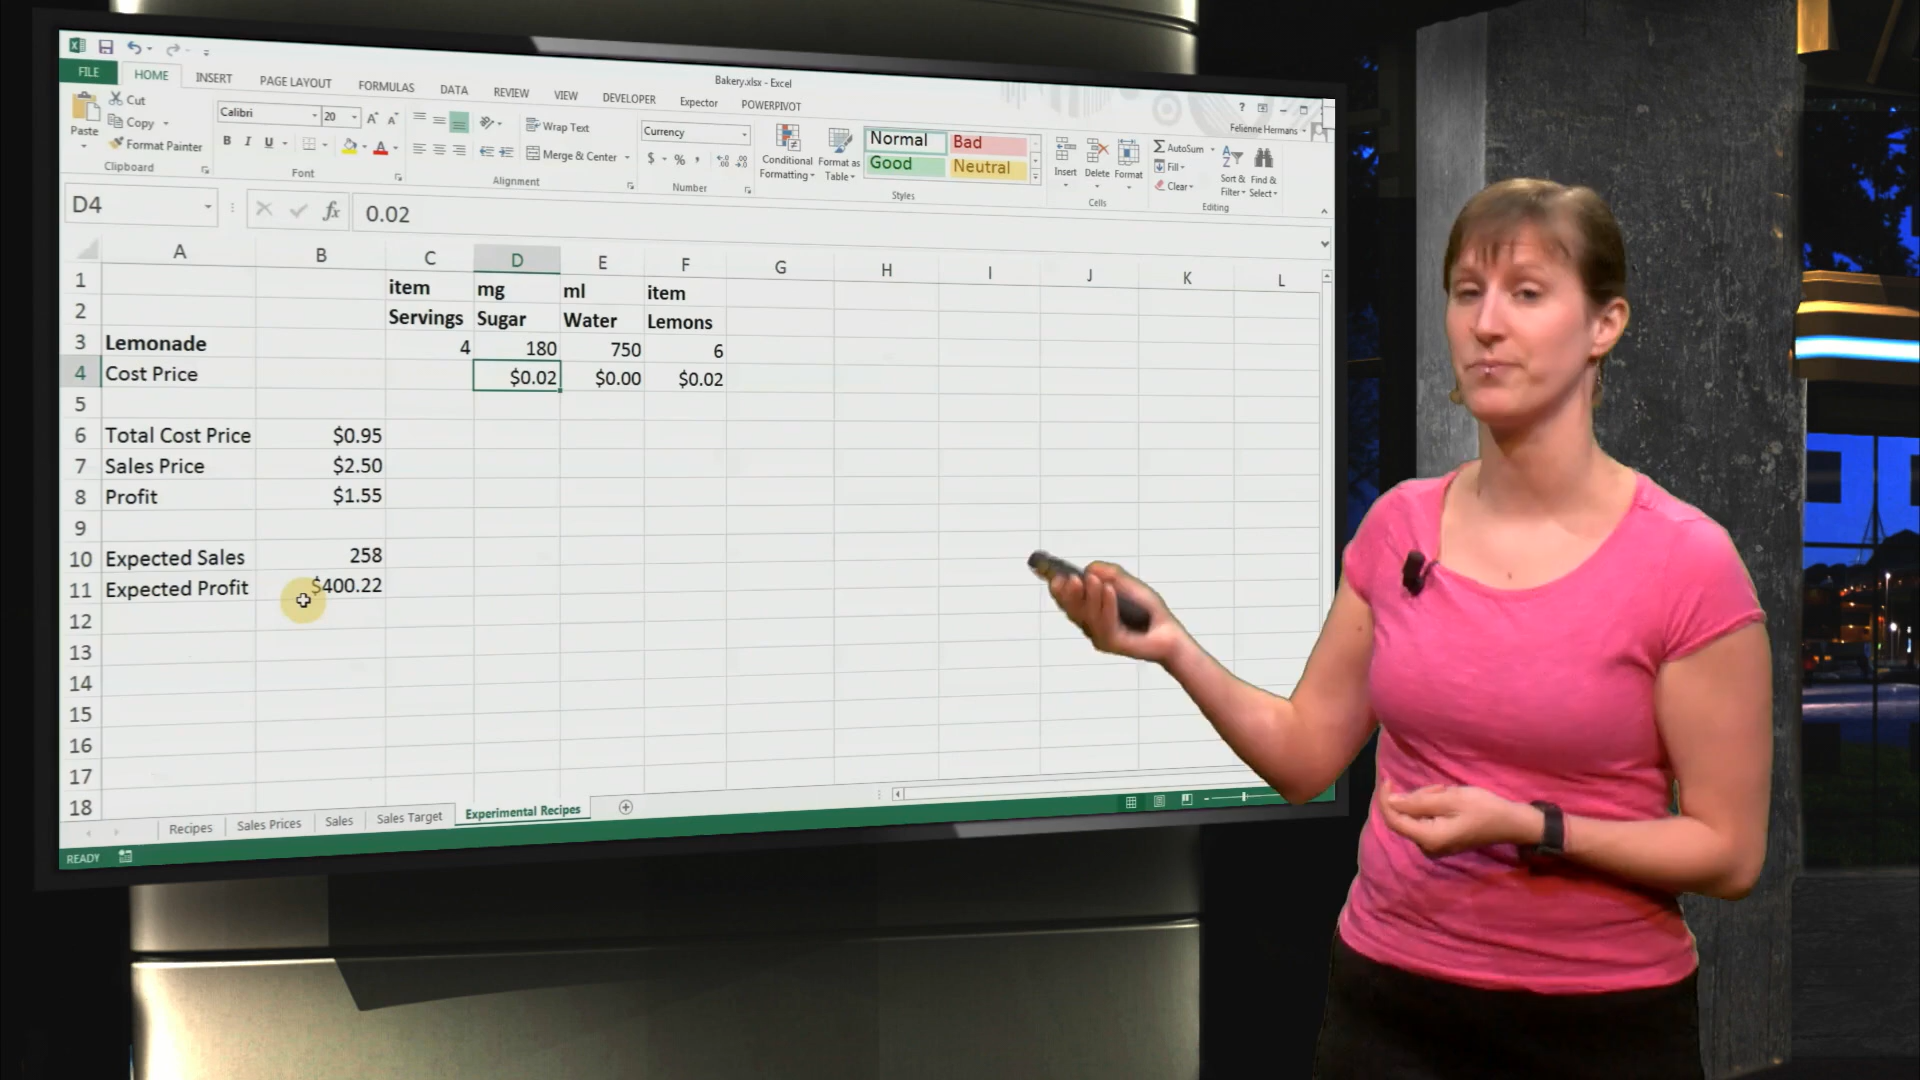 Bakery.xlsx - Excel
?
FILE HOME INSERT PAGE LAYOUT FORMULAS DATA REVIEW VIEW DEVELOPER Expector POWERPIVOT
Felienne Hermans
Paste
Cut
Copy
Format Painter
Clipboard
Calibri 20
B I U
Font
Wrap Text
Merge & Center
Alignment
Currency
$ % ,
Number
Conditional
Formatting
Format as
Table
Normal Bad
Good Neutral
Styles
Insert Delete Format
Cells
AutoSum
Fill
Clear
Sort &
Filter
Find &
Select
Editing
D4 fx 0.02
A B C D E F G H I J K L
1 item mg ml item
2 Servings Sugar Water Lemons
3 Lemonade 4 180 750 6
4 Cost Price $0.02 $0.00 $0.02
5
6 Total Cost Price $0.95
7 Sales Price $2.50
8 Profit $1.55
9
10 Expected Sales 258
11 Expected Profit $400.22
12
13
14
15
16
17
18
Recipes Sales Prices Sales Sales Target Experimental Recipes
READY